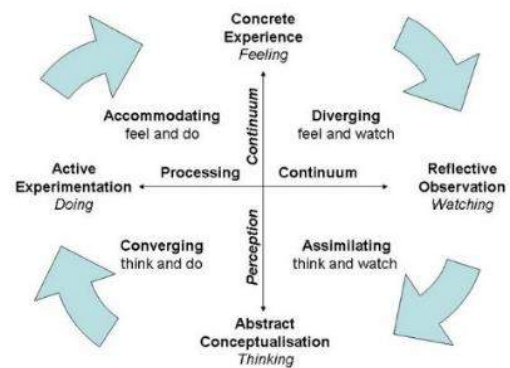 Concrete
Experience
Feeling
Continuum
Accommodating
feel and do
Diverging
feel and watch
Active
Experimentation
Doing
Processing
Continuum
Reflective
Observation
Watching
Perception
Converging
think and do
Assimilating
think and watch
Abstract
Conceptualisation
Thinking